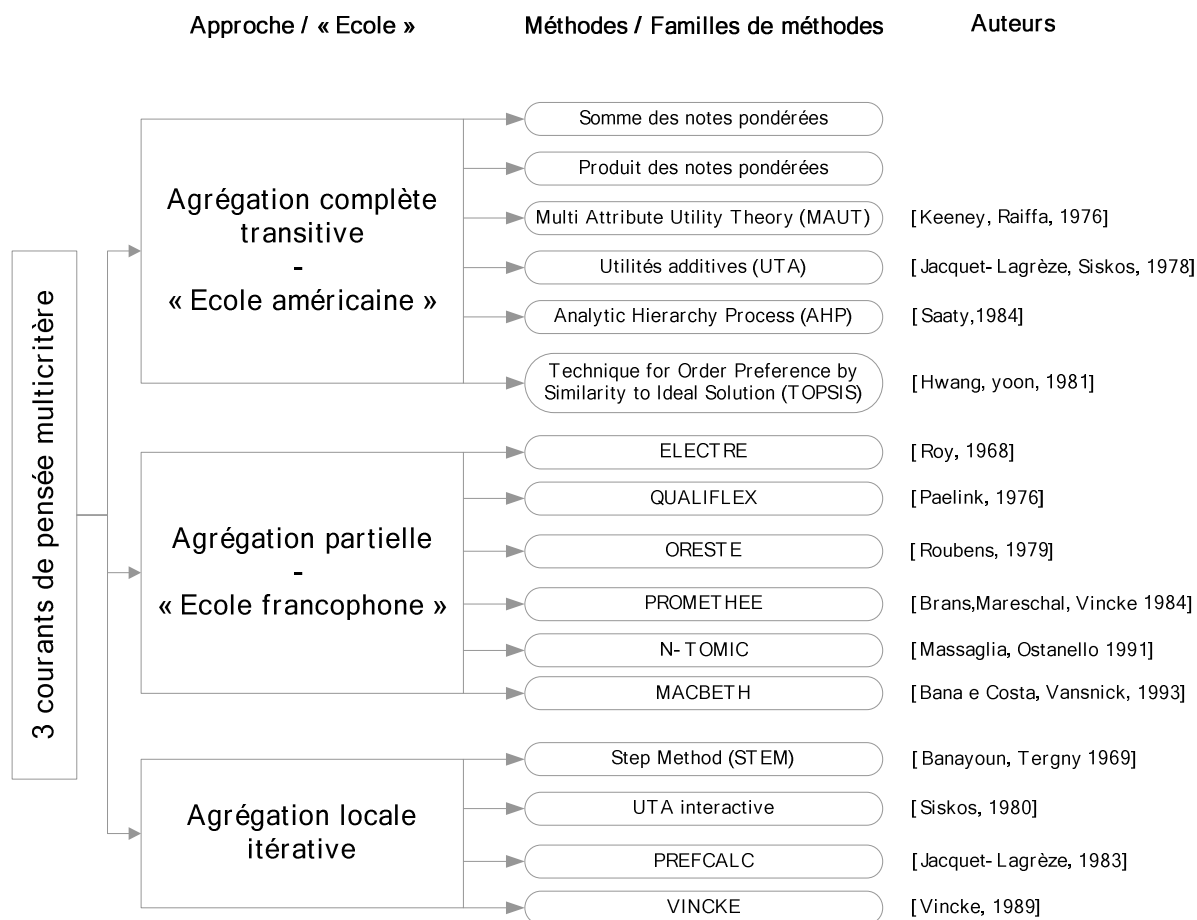 Approche / « Ecole »
Méthodes / Familles de méthodes
Auteurs
3 courants de pensée multicritère
Agrégation complète
transitive
-
« Ecole américaine »
Somme des notes pondérées
Produit des notes pondérées
Multi Attribute Utility Theory (MAUT)
[Keeney, Raiffa, 1976]
Utilités additives (UTA)
[Jacquet-Lagrèze, Siskos, 1978]
Analytic Hierarchy Process (AHP)
[Saaty,1984]
Technique for Order Preference by
Similarity to Ideal Solution (TOPSIS)
[Hwang, yoon, 1981]
Agrégation partielle
-
« Ecole francophone »
ELECTRE
[Roy, 1968]
QUALIFLEX
[Paelink, 1976]
ORESTE
[Roubens, 1979]
PROMETHEE
[Brans,Mareschal, Vincke 1984]
N-TOMIC
[Massaglia, Ostanello 1991]
MACBETH
[Bana e Costa, Vansnick, 1993]
Agrégation locale
itérative
Step Method (STEM)
[Banayoun, Tergny 1969]
UTA interactive
[Siskos, 1980]
PREFCALC
[Jacquet-Lagrèze, 1983]
VINCKE
[Vincke, 1989]